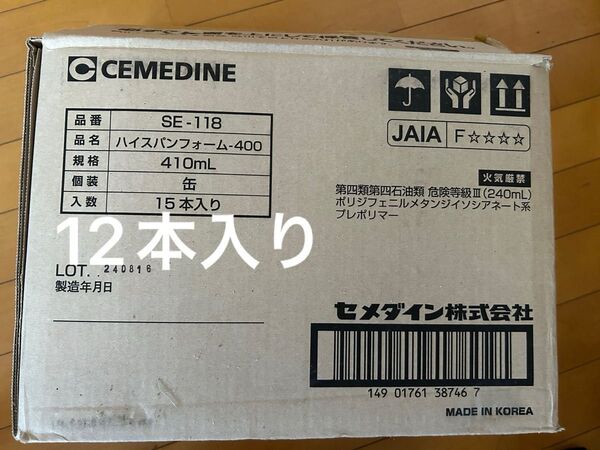 CEMEDINE
品番 SE-118
品名 ハイスパンフォーム-400
規格 410mL
個装 缶
入数 15本入り
12本入り
LOT. 240816
製造年月日
JAIA F☆☆☆☆
火気厳禁
第四類第四石油類 危険等級Ⅲ(240mL)
ポリジフェニルメタンジイソシアネート系
プレポリマー
セメダイン株式会社
149 01761 38746 7
MADE IN KOREA